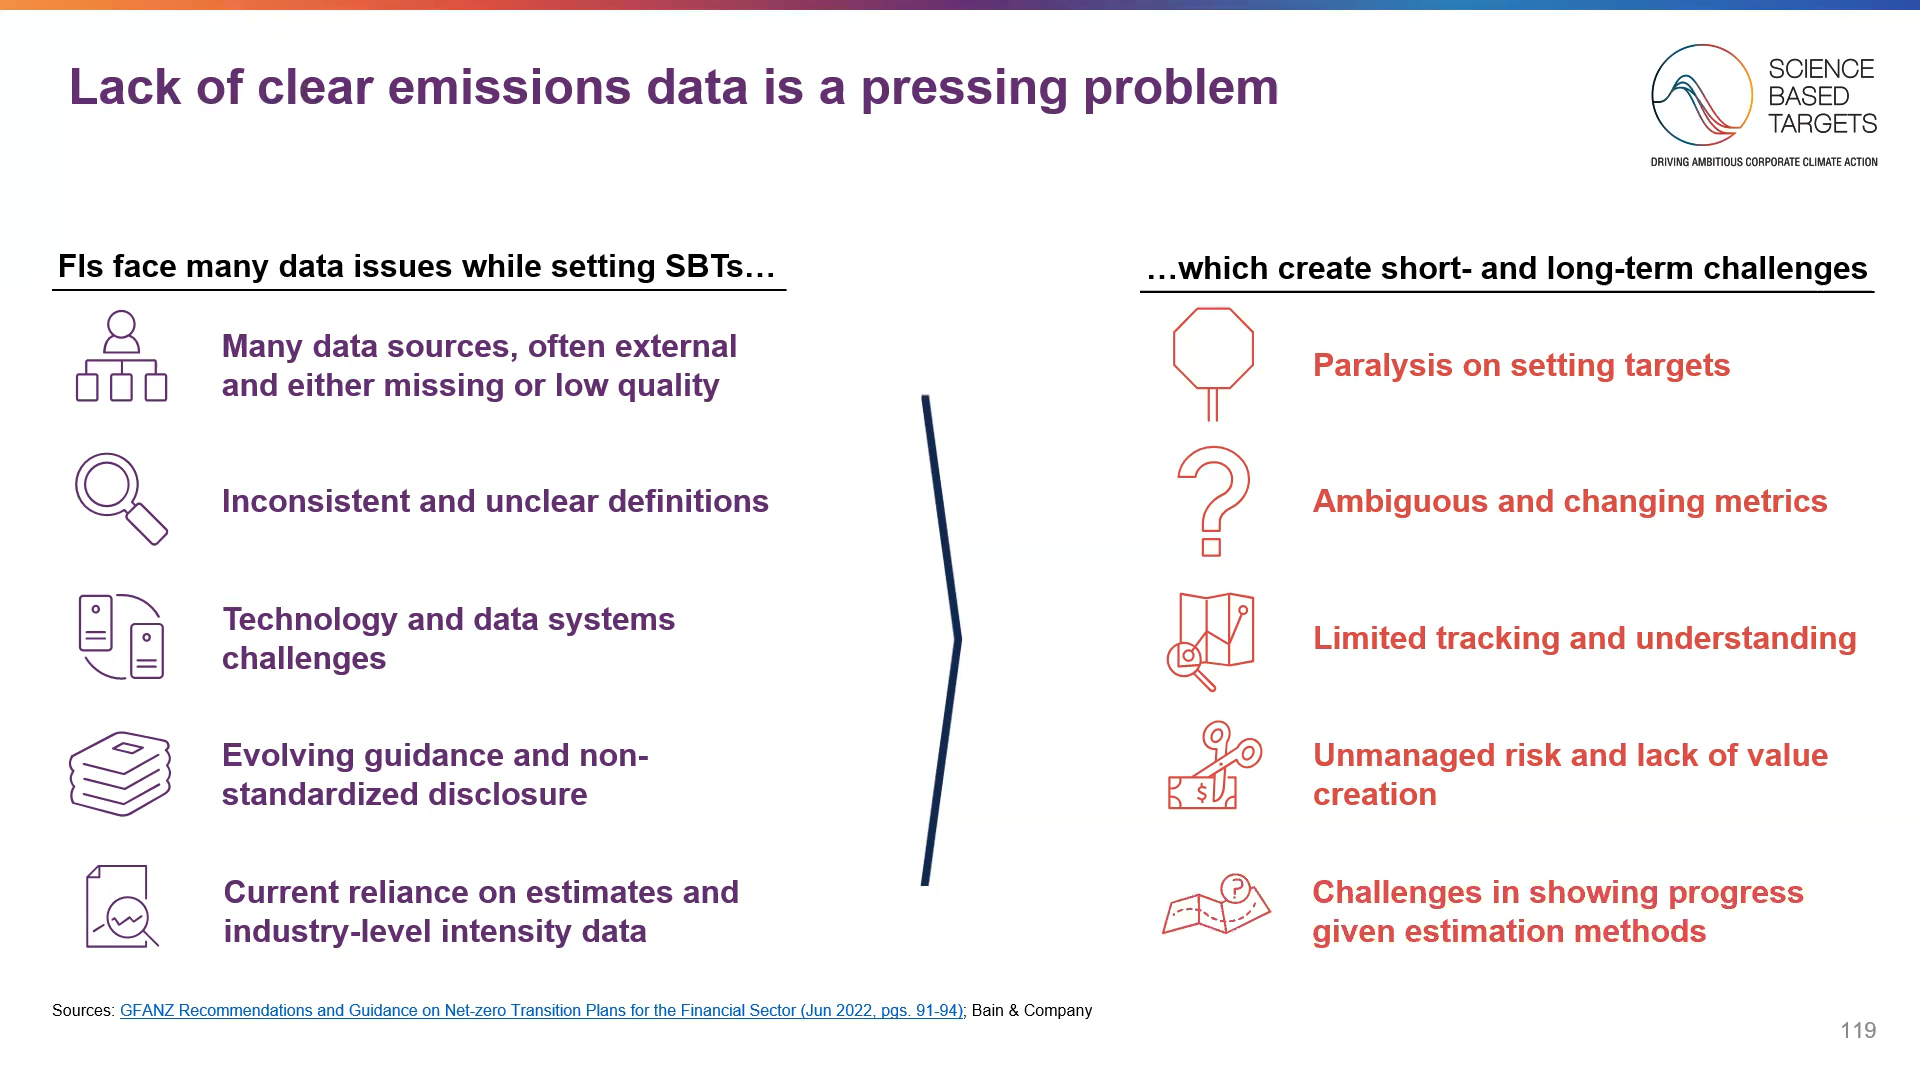 Lack of clear emissions data is a pressing problem
SCIENCE
BASED
TARGETS
DRIVING AMBITIOUS CORPORATE CLIMATE ACTION
FIs face many data issues while setting SBTs…
Many data sources, often external
and either missing or low quality
Inconsistent and unclear definitions
Technology and data systems
challenges
Evolving guidance and non-
standardized disclosure
Current reliance on estimates and
industry-level intensity data
…which create short- and long-term challenges
Paralysis on setting targets
?
Ambiguous and changing metrics
Limited tracking and understanding
$
Unmanaged risk and lack of value
creation
?
Challenges in showing progress
given estimation methods
Sources: GFANZ Recommendations and Guidance on Net-zero Transition Plans for the Financial Sector (Jun 2022, pgs. 91-94); Bain & Company
119